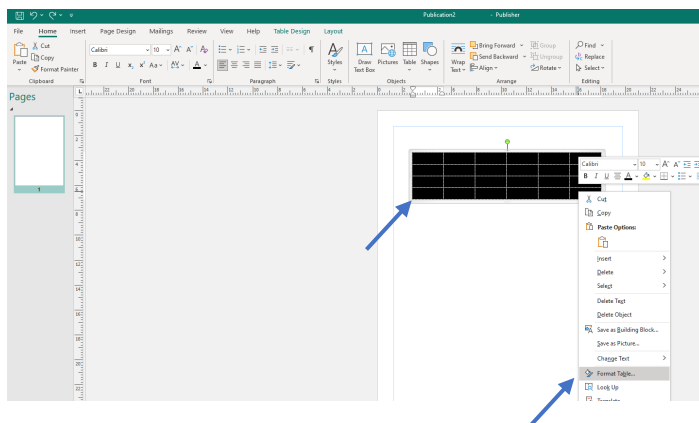 Publication2 - Publisher
File Home Insert Page Design Mailings Review View Help Table Design Layout
Paste
Cut
Copy
Format Painter
Clipboard
Calibri 10
B I U
Font
Paragraph
Styles
Styles
Draw Text Box
Pictures
Table
Shapes
Objects
Wrap Text
Bring Forward
Send Backward
Align
Group
Ungroup
Rotate
Arrange
Find
Replace
Select
Editing
Pages
1
Calibri 10
B I U
Cut
Copy
Paste Options:
Insert
Delete
Select
Delete Text
Delete Object
Save as Building Block...
Save as Picture...
Change Text
Format Table...
Look Up
Translate